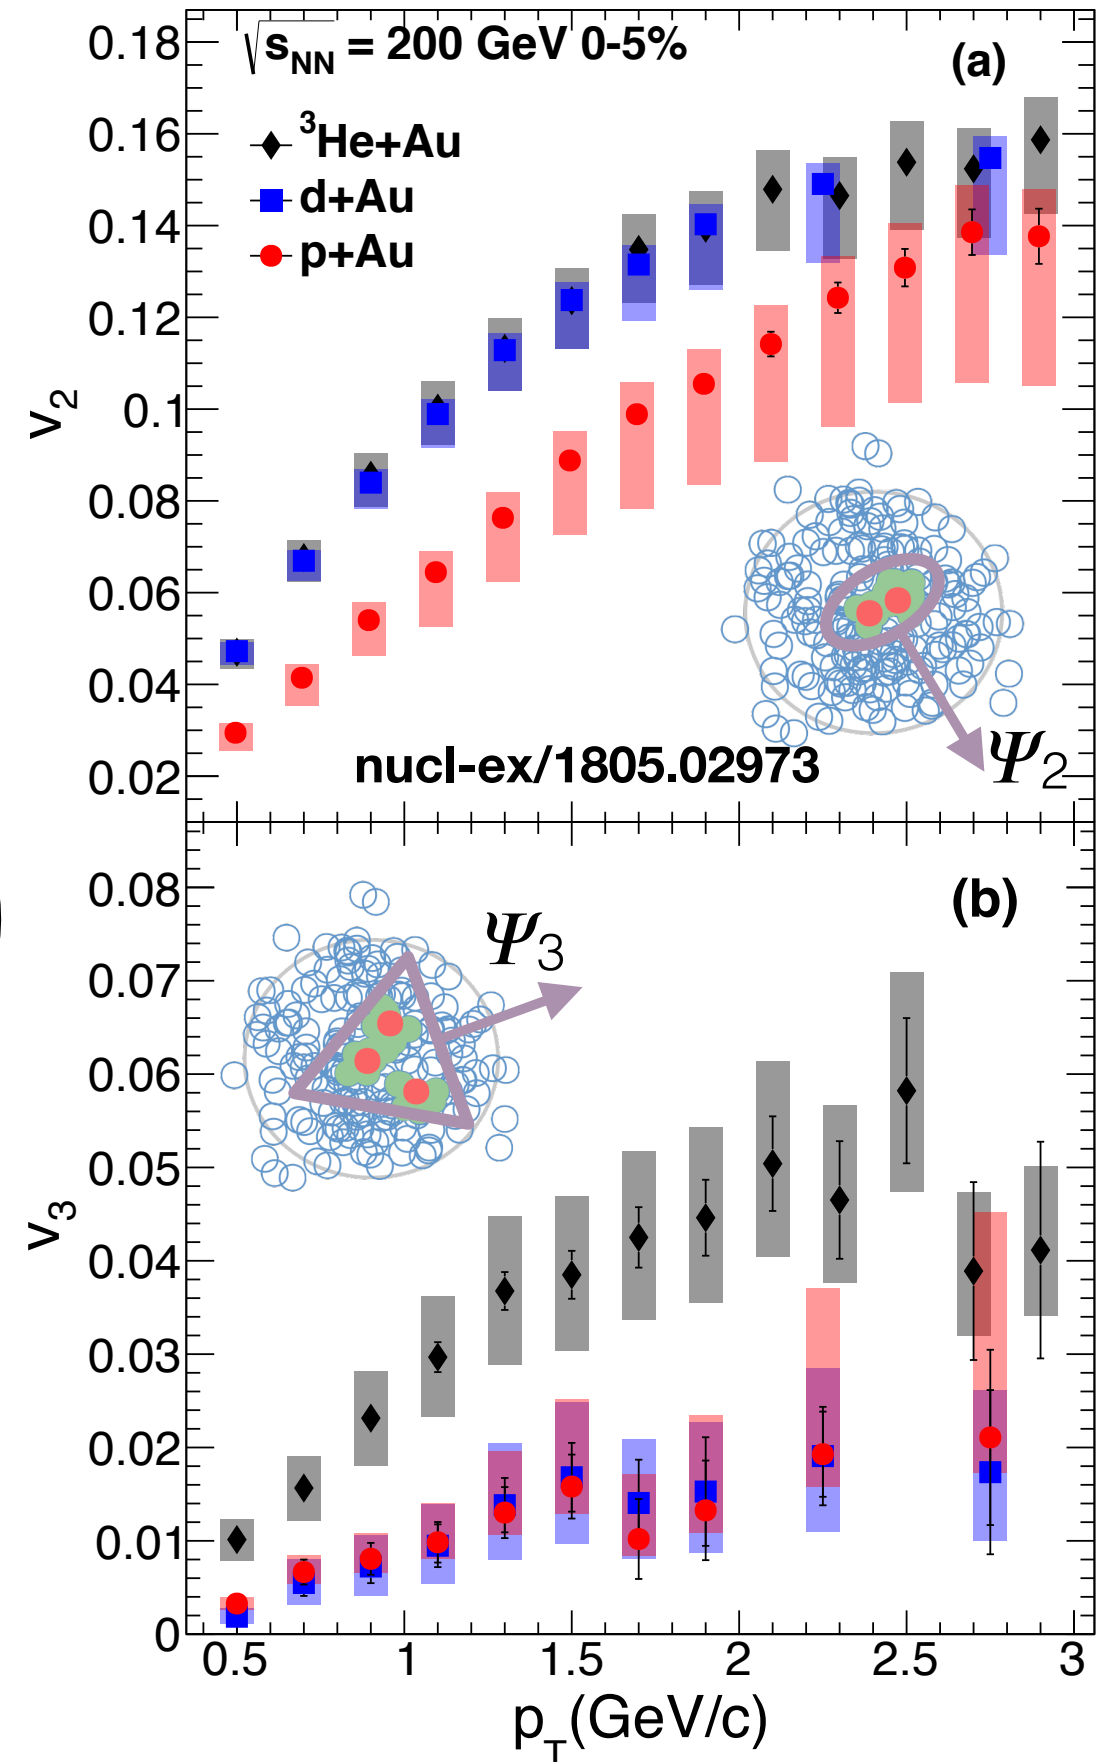 √s_NN = 200 GeV 0-5%
(a)
³He+Au
d+Au
p+Au
0.18
0.16
0.14
0.12
0.1
0.08
0.06
0.04
0.02
v₂
Ψ₂
nucl-ex/1805.02973
(b)
Ψ₃
0.08
0.07
0.06
0.05
0.04
0.03
0.02
0.01
0
v₃
0.5 1 1.5 2 2.5 3
p_T(GeV/c)